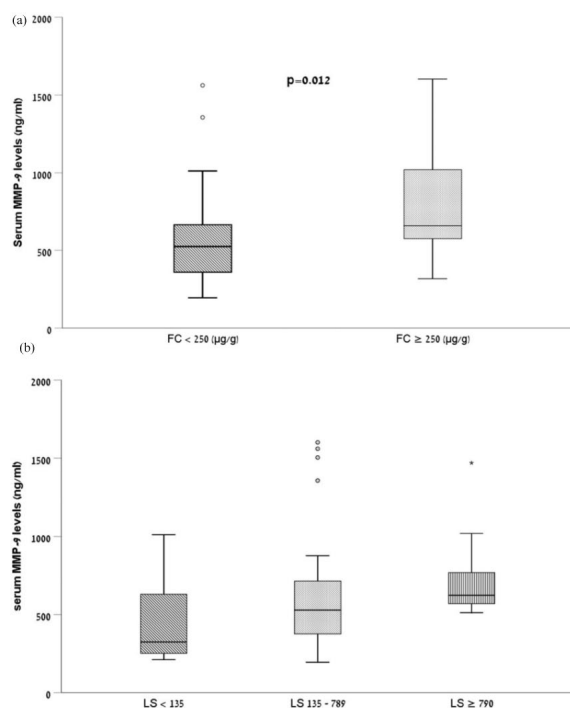 (a)
2000
1500
1000
500
0
Serum MMP-9 levels (ng/ml)
p=0.012
FC < 250 (µg/g)
FC ≥ 250 (µg/g)
(b)
2000
1500
1000
500
0
serum MMP-9 levels (ng/ml)
LS < 135
LS 135 - 789
LS ≥ 790